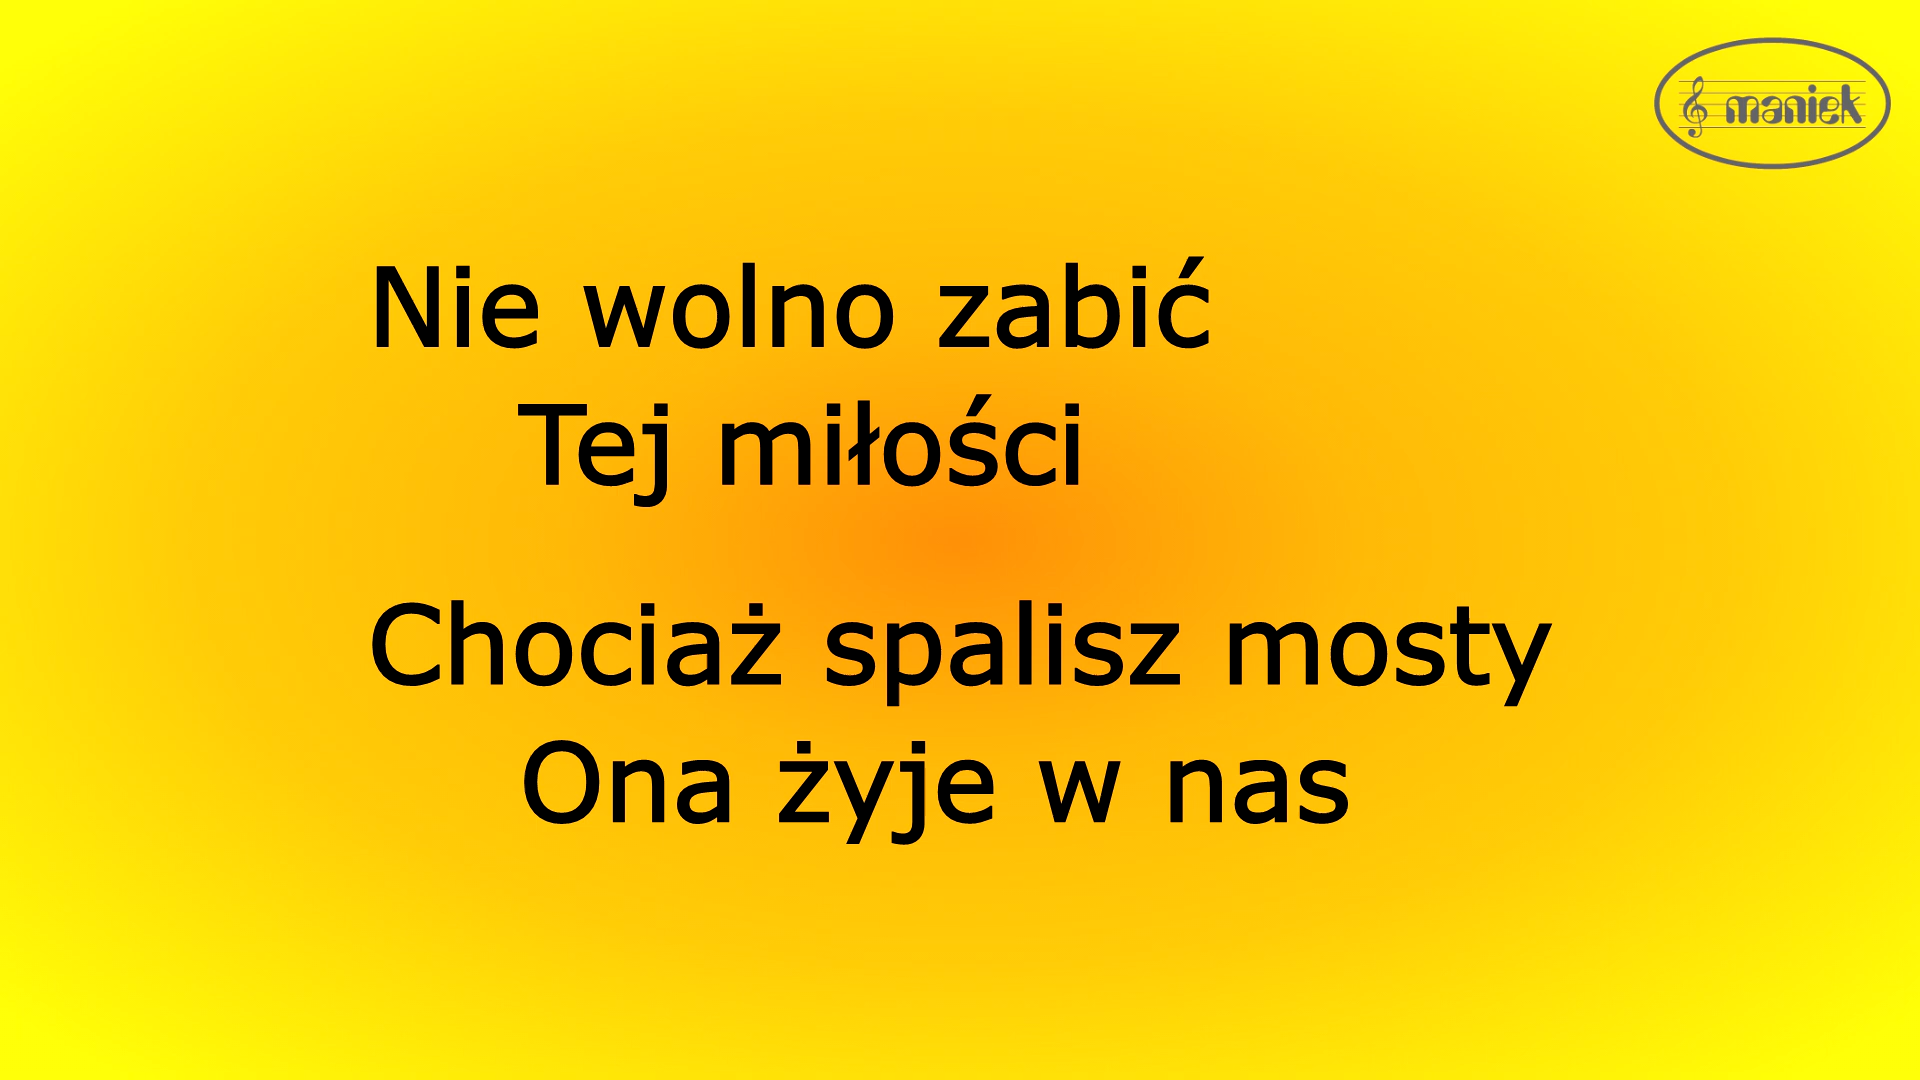 maniek
Nie wolno zabić
Tej miłości
Chociaż spalisz mosty
Ona żyje w nas